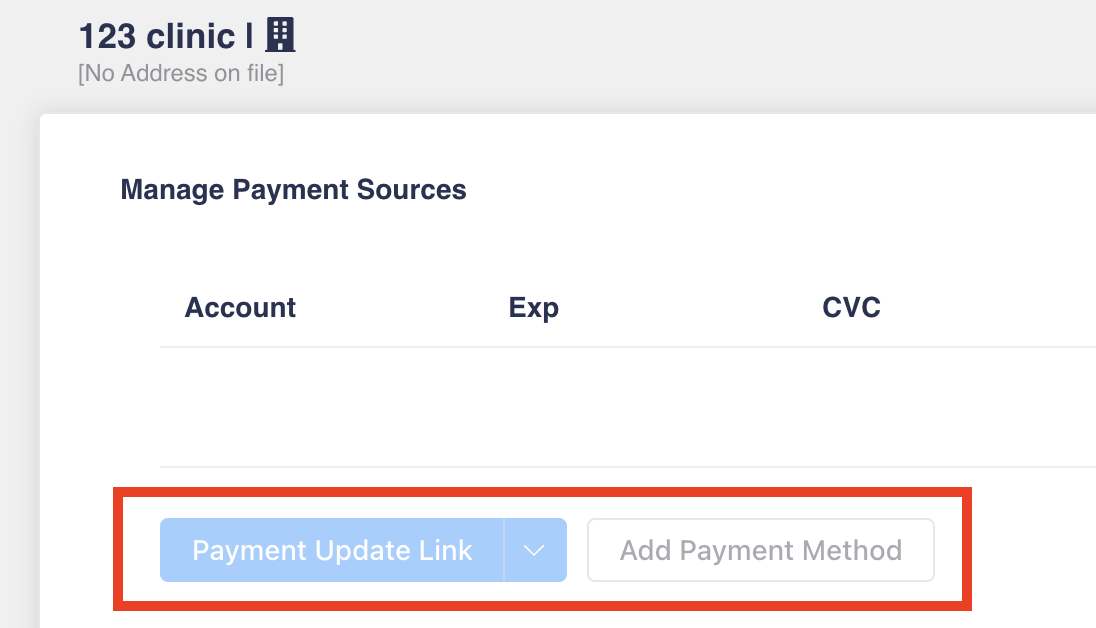 123 clinic |
[No Address on file]
Manage Payment Sources
Account Exp CVC
Payment Update Link Add Payment Method